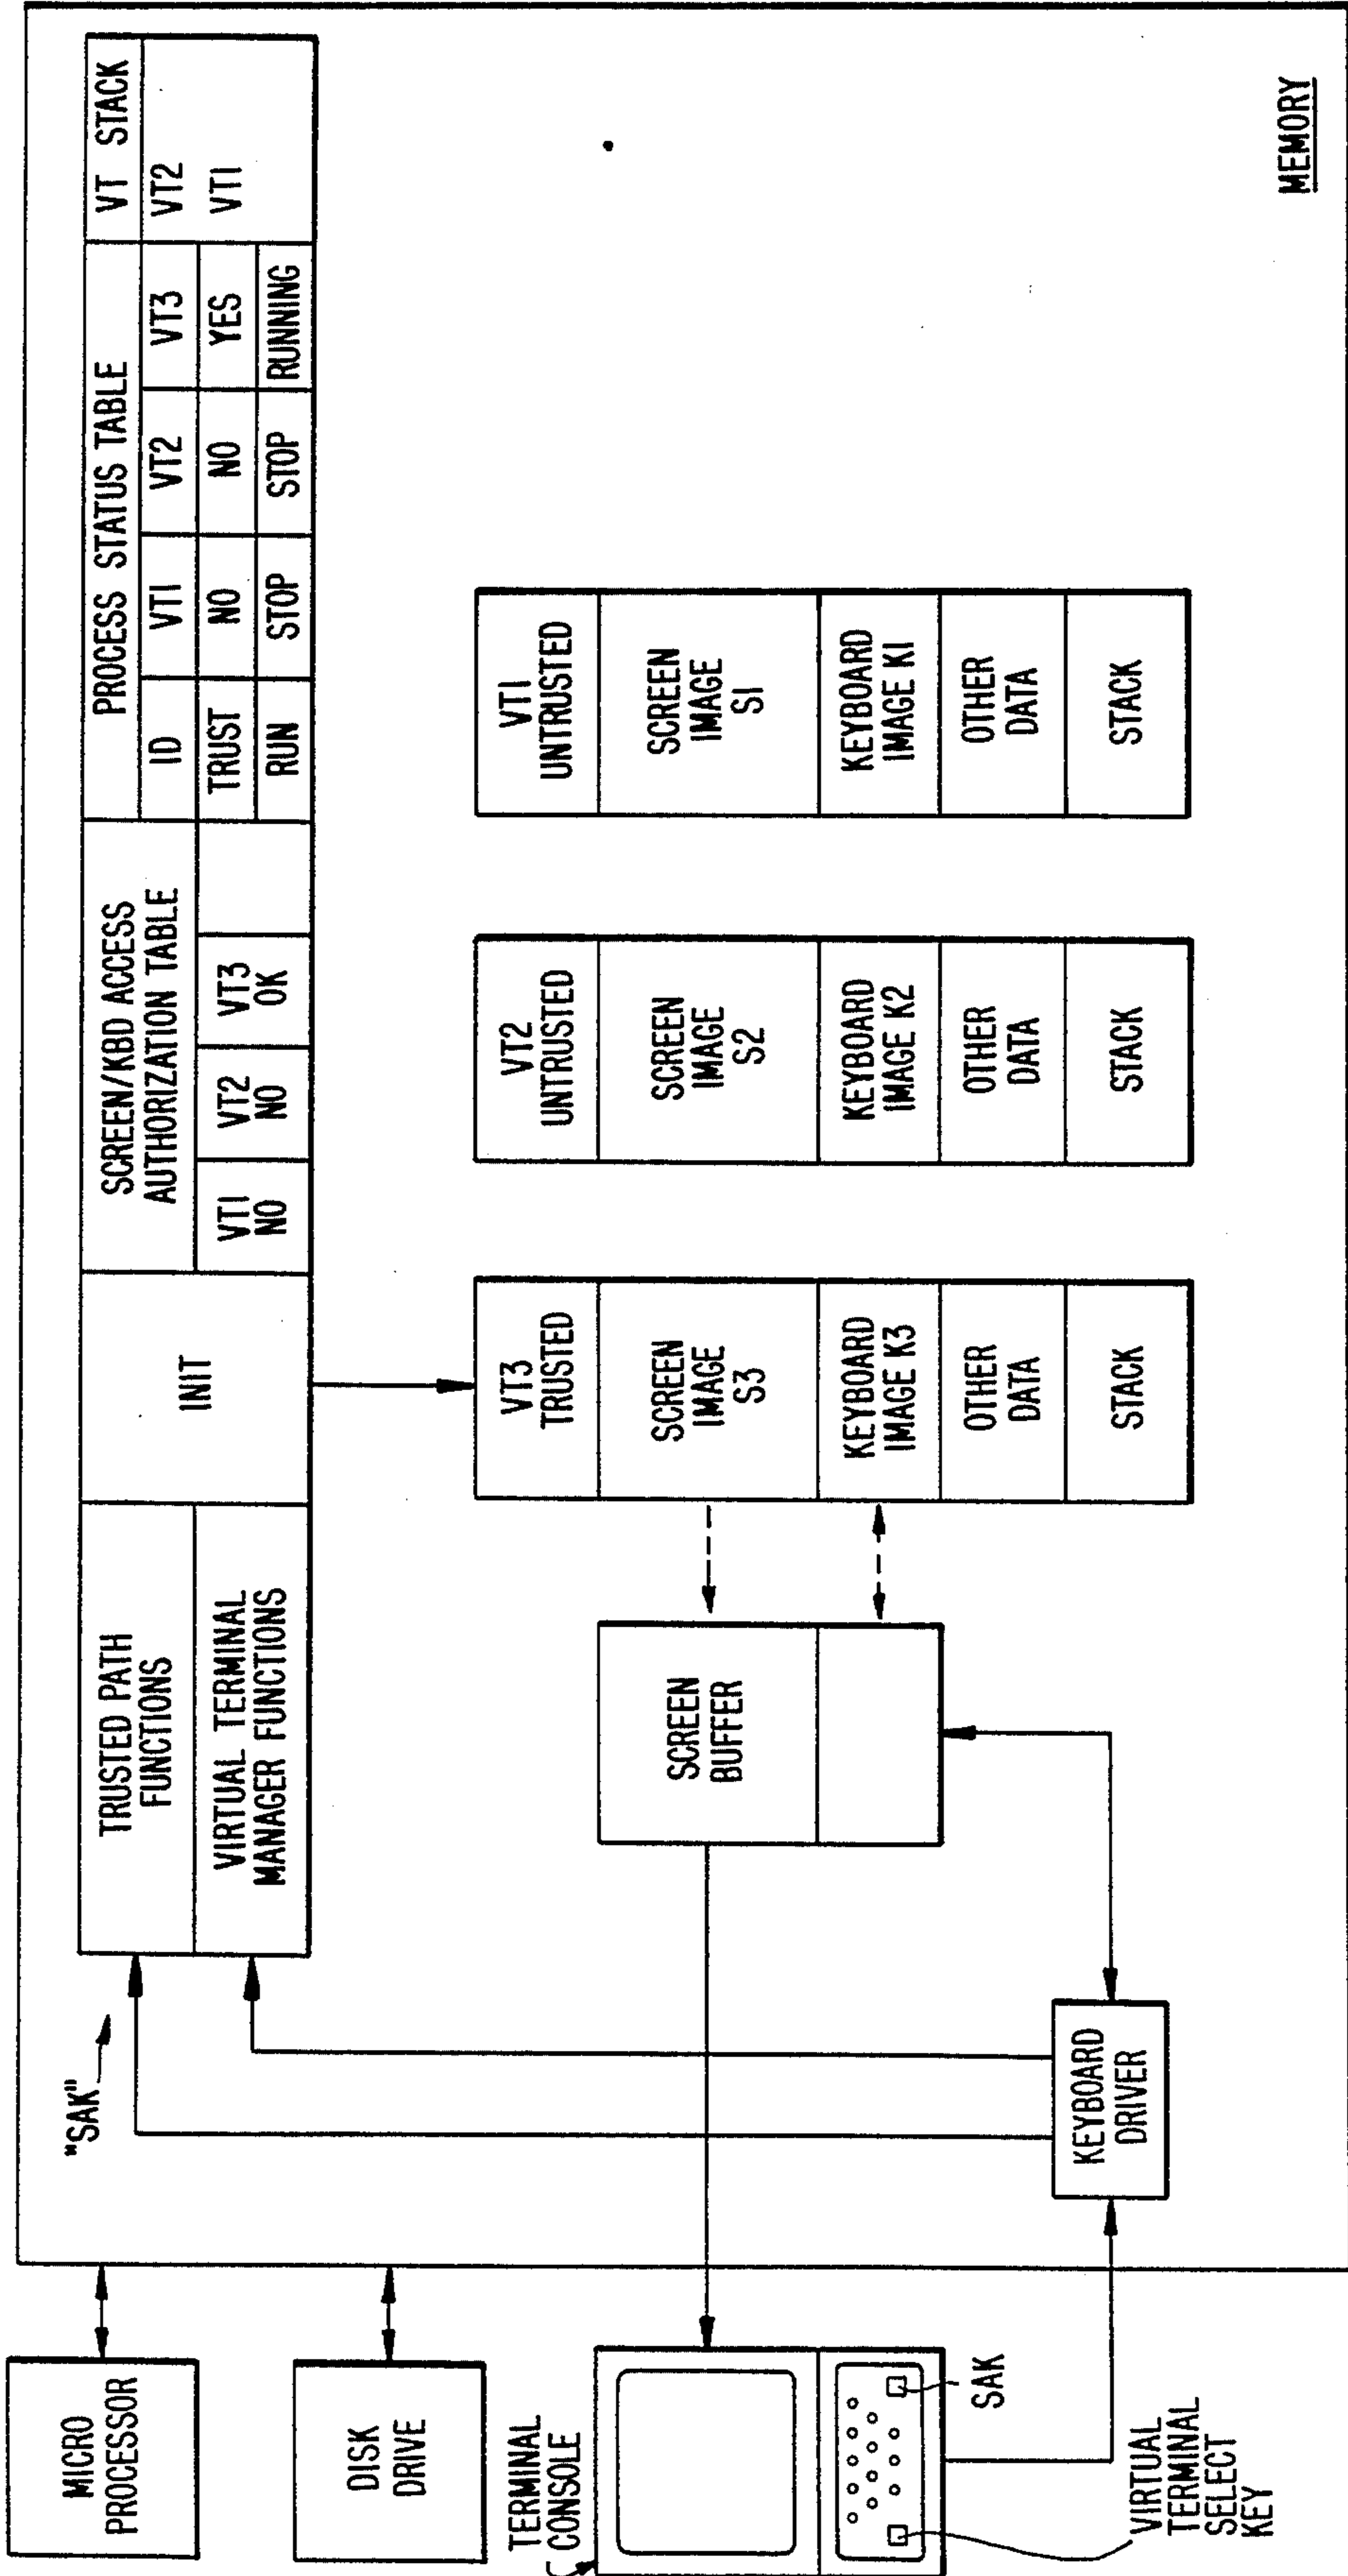 MICRO
PROCESSOR
DISK
DRIVE
TERMINAL
CONSOLE
SAK
VIRTUAL
TERMINAL
SELECT
KEY
"SAK"
KEYBOARD
DRIVER
TRUSTED PATH
FUNCTIONS
VIRTUAL TERMINAL
MANAGER FUNCTIONS
INIT
SCREEN/KBD ACCESS
AUTHORIZATION TABLE
VT1
NO
VT2
NO
VT3
OK
PROCESS STATUS TABLE
ID VT1 VT2 VT3
TRUST NO NO YES
RUN STOP STOP RUNNING
VT STACK
VT2
VT1
SCREEN
BUFFER
VT3
TRUSTED
SCREEN
IMAGE
S3
KEYBOARD
IMAGE K3
OTHER
DATA
STACK
VT2
UNTRUSTED
SCREEN
IMAGE
S2
KEYBOARD
IMAGE K2
OTHER
DATA
STACK
VT1
UNTRUSTED
SCREEN
IMAGE
S1
KEYBOARD
IMAGE K1
OTHER
DATA
STACK
MEMORY